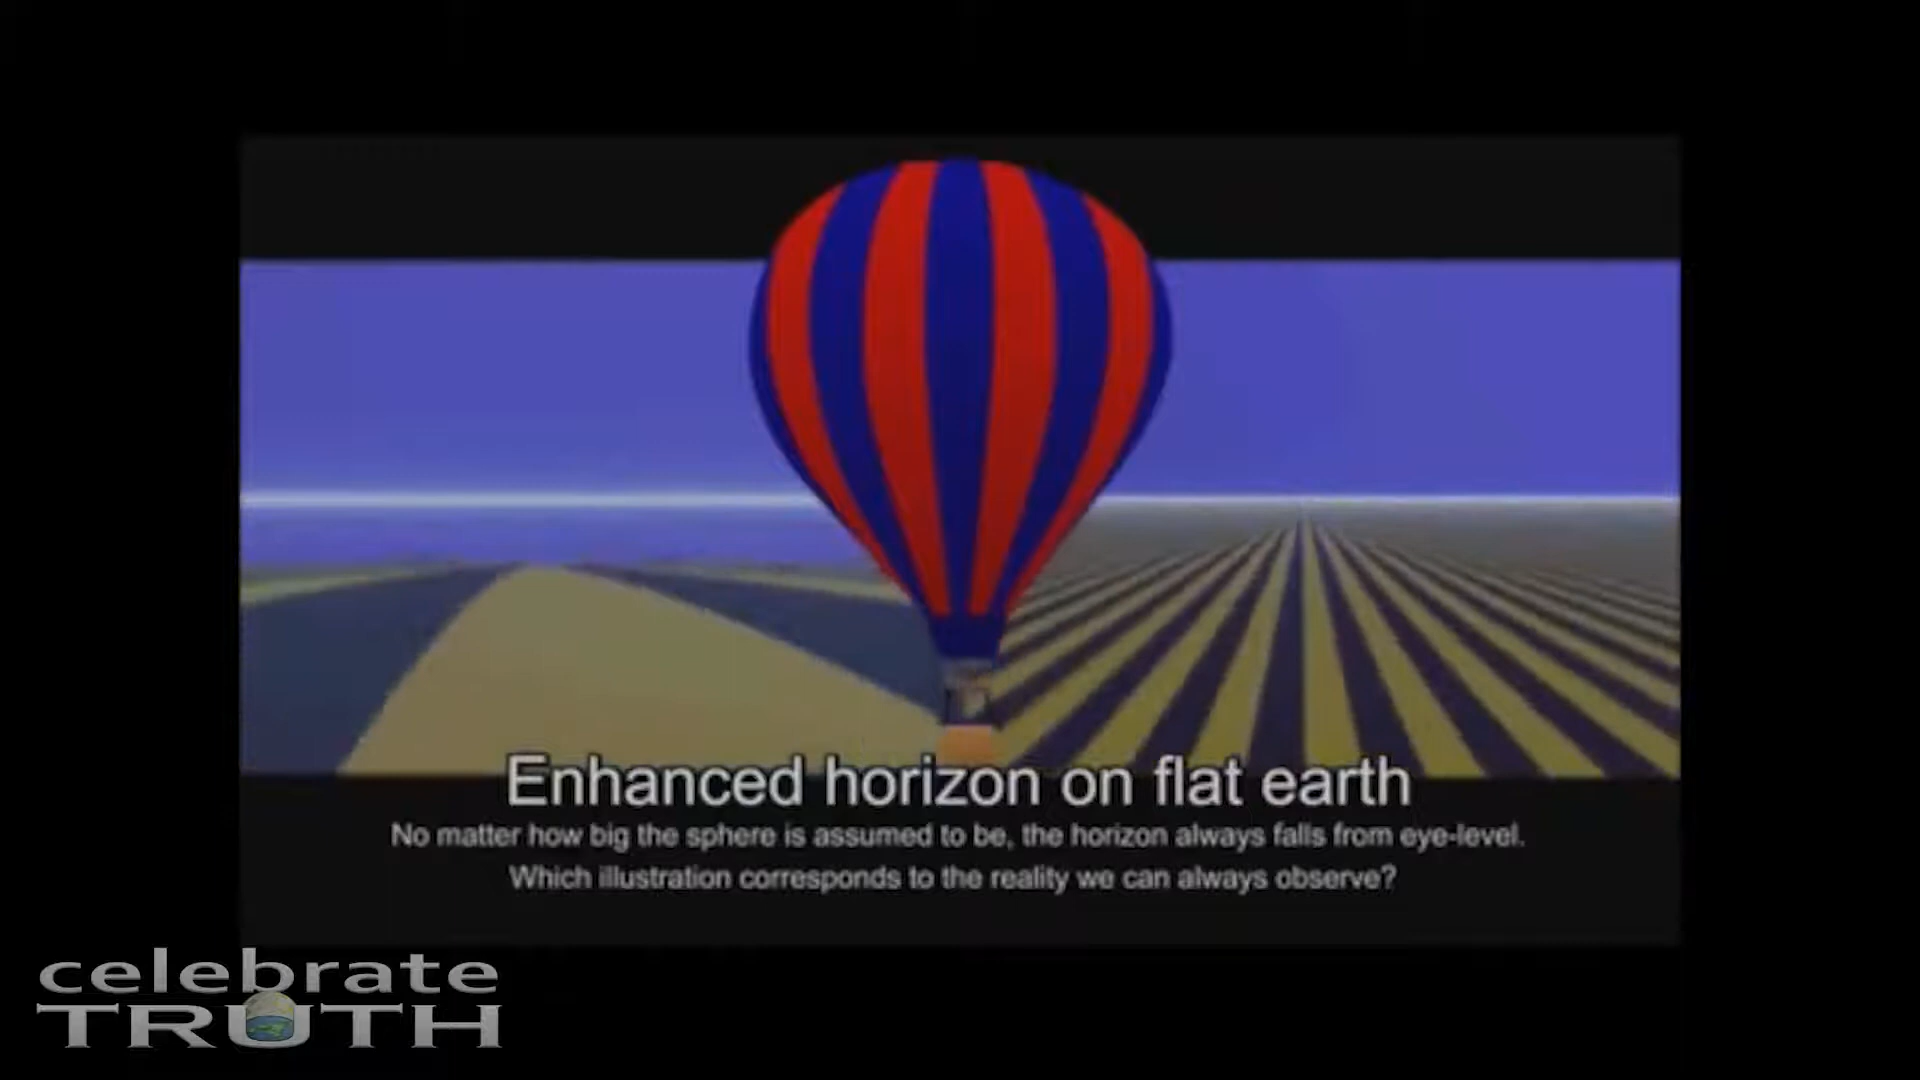 Enhanced horizon on flat earth
No matter how big the sphere is assumed to be, the horizon always falls from eye-level.
Which illustration corresponds to the reality we can always observe?
celebrate
TRUTH